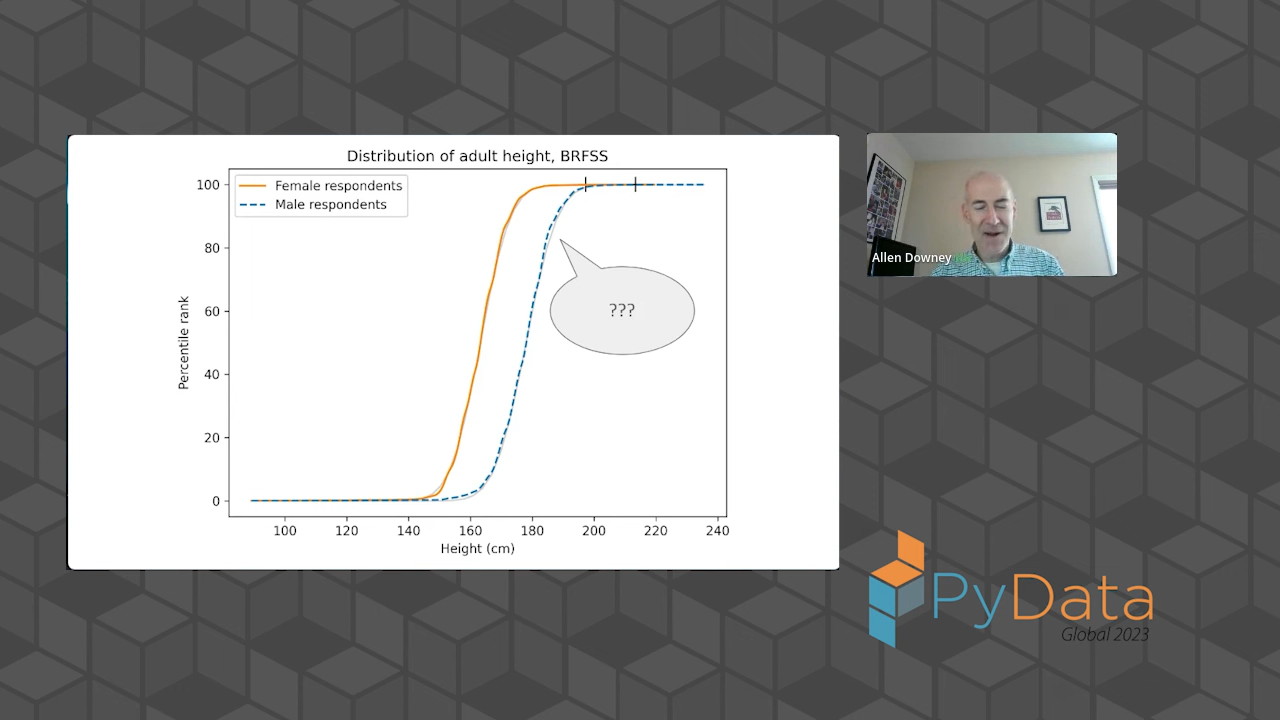 Distribution of adult height, BRFSS
Female respondents
Male respondents
Percentile rank
100
80
60
40
20
0
???
100 120 140 160 180 200 220 240
Height (cm)
Allen Downey
PyData
Global 2023